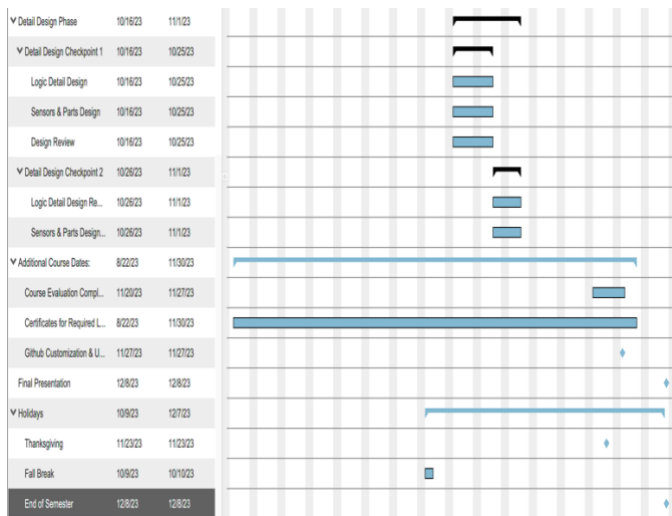 Detail Design Phase 10/16/23 11/1/23
Detail Design Checkpoint 1 10/16/23 10/25/23
Logic Detail Design 10/16/23 10/25/23
Sensors & Parts Design 10/16/23 10/25/23
Design Review 10/16/23 10/25/23
Detail Design Checkpoint 2 10/26/23 11/1/23
Logic Detail Design Re... 10/26/23 11/1/23
Sensors & Parts Design... 10/26/23 11/1/23
Additional Course Dates: 8/22/23 11/30/23
Course Evaluation Compl... 11/20/23 11/27/23
Certificates for Required L... 8/22/23 11/30/23
Github Customization & U... 11/27/23 11/27/23
Final Presentation 12/8/23 12/8/23
Holidays 10/9/23 12/7/23
Thanksgiving 11/23/23 11/23/23
Fall Break 10/9/23 10/10/23
End of Semester 12/8/23 12/8/23